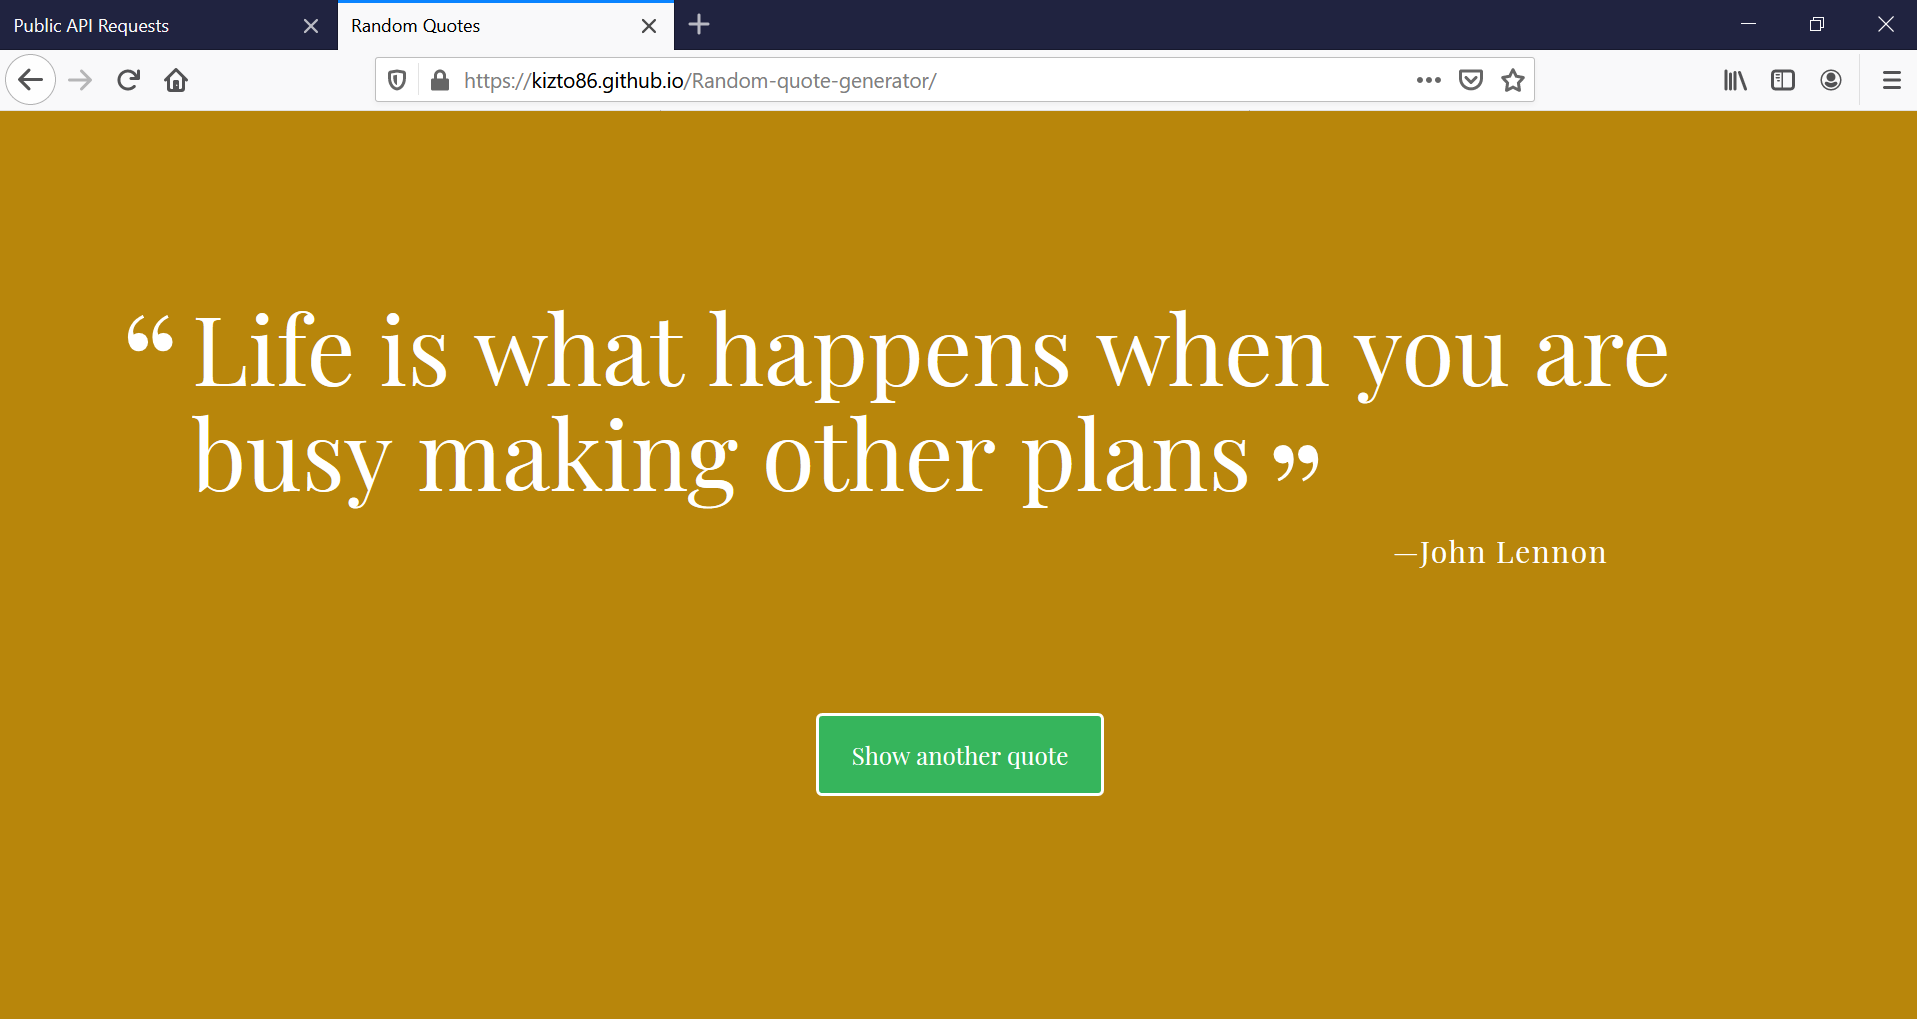 Public API Requests
Random Quotes
https://kizto86.github.io/Random-quote-generator/
“ Life is what happens when you are
busy making other plans ”
—John Lennon
Show another quote